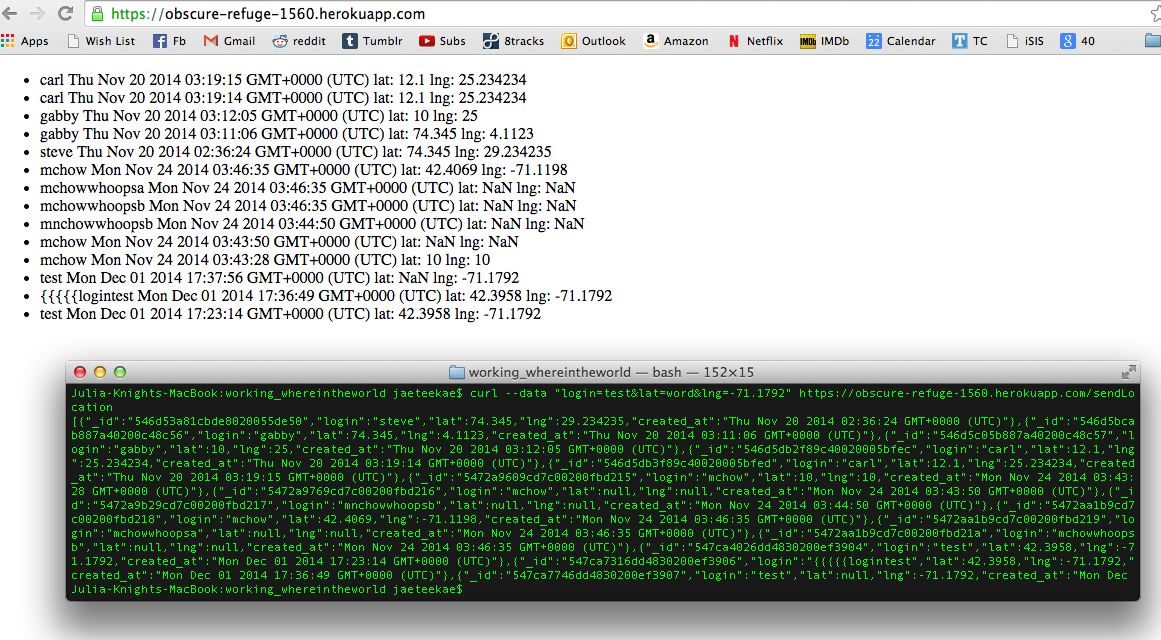 https://obscure-refuge-1560.herokuapp.com
Apps Wish List Fb Gmail reddit Tumblr Subs 8tracks Outlook Amazon Netflix IMDb Calendar TC iSIS 40
carl Thu Nov 20 2014 03:19:15 GMT+0000 (UTC) lat: 12.1 lng: 25.234234
carl Thu Nov 20 2014 03:19:14 GMT+0000 (UTC) lat: 12.1 lng: 25.234234
gabby Thu Nov 20 2014 03:12:05 GMT+0000 (UTC) lat: 10 lng: 25
gabby Thu Nov 20 2014 03:11:06 GMT+0000 (UTC) lat: 74.345 lng: 4.1123
steve Thu Nov 20 2014 02:36:24 GMT+0000 (UTC) lat: 74.345 lng: 29.234235
mchow Mon Nov 24 2014 03:46:35 GMT+0000 (UTC) lat: 42.4069 lng: -71.1198
mchowwhoopsa Mon Nov 24 2014 03:46:35 GMT+0000 (UTC) lat: NaN lng: NaN
mchowwhoopsb Mon Nov 24 2014 03:46:35 GMT+0000 (UTC) lat: NaN lng: NaN
mnchowwhoopsb Mon Nov 24 2014 03:44:50 GMT+0000 (UTC) lat: NaN lng: NaN
mchow Mon Nov 24 2014 03:43:50 GMT+0000 (UTC) lat: NaN lng: NaN
mchow Mon Nov 24 2014 03:43:28 GMT+0000 (UTC) lat: 10 lng: 10
test Mon Dec 01 2014 17:37:56 GMT+0000 (UTC) lat: NaN lng: -71.1792
{{{{{logintest Mon Dec 01 2014 17:36:49 GMT+0000 (UTC) lat: 42.3958 lng: -71.1792
test Mon Dec 01 2014 17:23:14 GMT+0000 (UTC) lat: 42.3958 lng: -71.1792
working_whereintheworld — bash — 152×15
Julia-Knights-MacBook:working_whereintheworld jaeteekae$ curl --data "login=test&lat=word&lng=-71.1792" https://obscure-refuge-1560.herokuapp.com/sendLo
cation
[{"_id":"546d53a81cbde8020055de50","login":"steve","lat":74.345,"lng":29.234235,"created_at":"Thu Nov 20 2014 02:36:24 GMT+0000 (UTC)"},{"_id":"546d5bca
b887a40200c48c56","login":"gabby","lat":74.345,"lng":4.1123,"created_at":"Thu Nov 20 2014 03:11:06 GMT+0000 (UTC)"},{"_id":"546d5c05b887a40200c48c57","l
ogin":"gabby","lat":10,"lng":25,"created_at":"Thu Nov 20 2014 03:12:05 GMT+0000 (UTC)"},{"_id":"546d5db2f89c40020005bfec","login":"carl","lat":12.1,"lng
":25.234234,"created_at":"Thu Nov 20 2014 03:19:14 GMT+0000 (UTC)"},{"_id":"546d5db3f89c40020005bfed","login":"carl","lat":12.1,"lng":25.234234,"created
_at":"Thu Nov 20 2014 03:19:15 GMT+0000 (UTC)"},{"_id":"5472a9609cd7c00200fbd215","login":"mchow","lat":10,"lng":10,"created_at":"Mon Nov 24 2014 03:43:
28 GMT+0000 (UTC)"},{"_id":"5472a9769cd7c00200fbd216","login":"mchow","lat":null,"lng":null,"created_at":"Mon Nov 24 2014 03:43:50 GMT+0000 (UTC)"},{"_i
d":"5472a9b29cd7c00200fbd217","login":"mnchowwhoopsb","lat":null,"lng":null,"created_at":"Mon Nov 24 2014 03:44:50 GMT+0000 (UTC)"},{"_id":"5472aa1b9cd7
c00200fbd218","login":"mchow","lat":42.4069,"lng":-71.1198,"created_at":"Mon Nov 24 2014 03:46:35 GMT+0000 (UTC)"},{"_id":"5472aa1b9cd7c00200fbd219","lo
gin":"mchowwhoopsa","lat":null,"lng":null,"created_at":"Mon Nov 24 2014 03:46:35 GMT+0000 (UTC)"},{"_id":"5472aa1b9cd7c00200fbd21a","login":"mchowwhoops
b","lat":null,"lng":null,"created_at":"Mon Nov 24 2014 03:46:35 GMT+0000 (UTC)"},{"_id":"547ca4026dd4830200ef3904","login":"test","lat":42.3958,"lng":-7
1.1792,"created_at":"Mon Dec 01 2014 17:23:14 GMT+0000 (UTC)"},{"_id":"547ca7316dd4830200ef3906","login":"{{{{{logintest","lat":42.3958,"lng":-71.1792,"
created_at":"Mon Dec 01 2014 17:36:49 GMT+0000 (UTC)"},{"_id":"547ca7746dd4830200ef3907","login":"test","lat":null,"lng":-71.1792,"created_at":"Mon Dec
Julia-Knights-MacBook:working_whereintheworld jaeteekae$